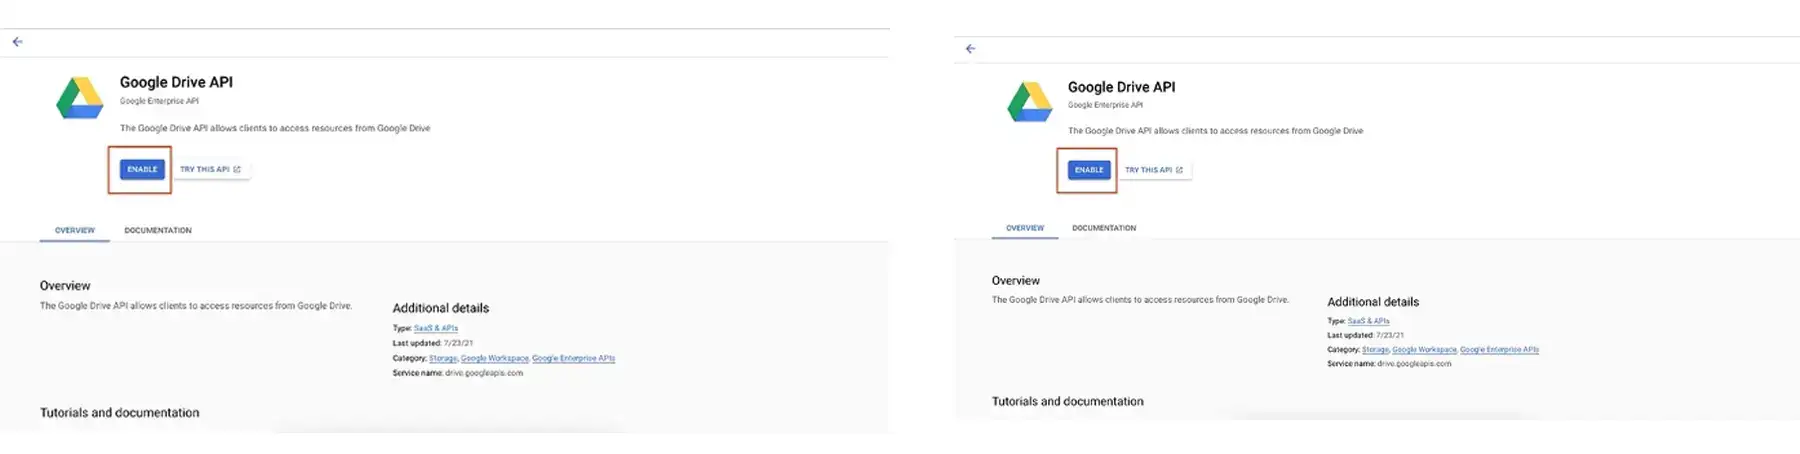 Google Drive API
Google Enterprise API
The Google Drive API allows clients to access resources from Google Drive
ENABLE TRY THIS API
OVERVIEW DOCUMENTATION
Overview
The Google Drive API allows clients to access resources from Google Drive.
Additional details
Type: SaaS & APIs
Last updated: 7/23/21
Category: Storage, Google Workspace, Google Enterprise APIs
Service name: drive.googleapis.com
Tutorials and documentation
Google Drive API
Google Enterprise API
The Google Drive API allows clients to access resources from Google Drive
ENABLE TRY THIS API
OVERVIEW DOCUMENTATION
Overview
The Google Drive API allows clients to access resources from Google Drive.
Additional details
Type: SaaS & APIs
Last updated: 7/23/21
Category: Storage, Google Workspace, Google Enterprise APIs
Service name: drive.googleapis.com
Tutorials and documentation